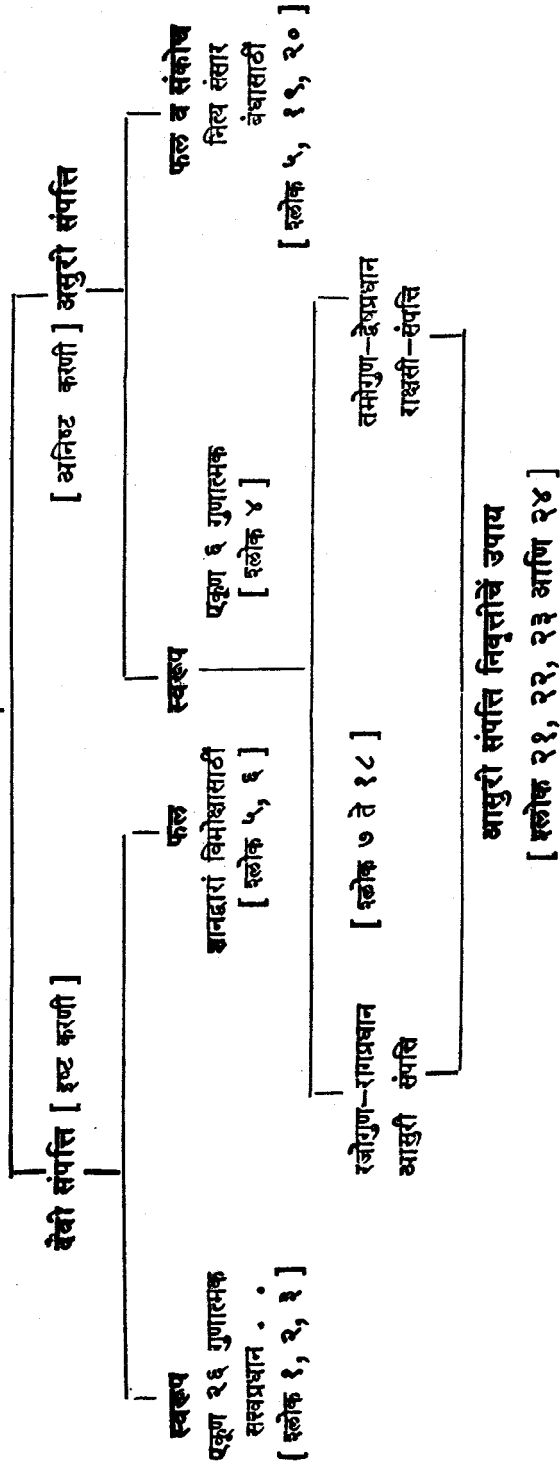 दैवी संपत्ति [ इष्ट करणी ]
[ अनिष्ट करणी ] असुरी संपत्ति
स्वरूप
एकूण २६ गुणात्मक
सत्त्वप्रधान . .
[ श्लोक १, २, ३ ]
फल
ज्ञानद्वारां विमोक्षासाठीं
[ श्लोक ५, ६ ]
स्वरूप
एकूण ६ गुणात्मक
[ श्लोक ४ ]
फल व संकोच
नित्य संसार
बंधासाठीं
[ श्लोक ५, १९, २० ]
रजोगुण–रागप्रधान
आसुरी संपत्ति
[ श्लोक ७ ते १८ ]
तमोगुण–द्वेषप्रधान
राक्षसी–संपत्ति
आसुरी संपत्ति निवृत्तीचें उपाय
[ श्लोक २१, २२, २३ आणि २४ ]